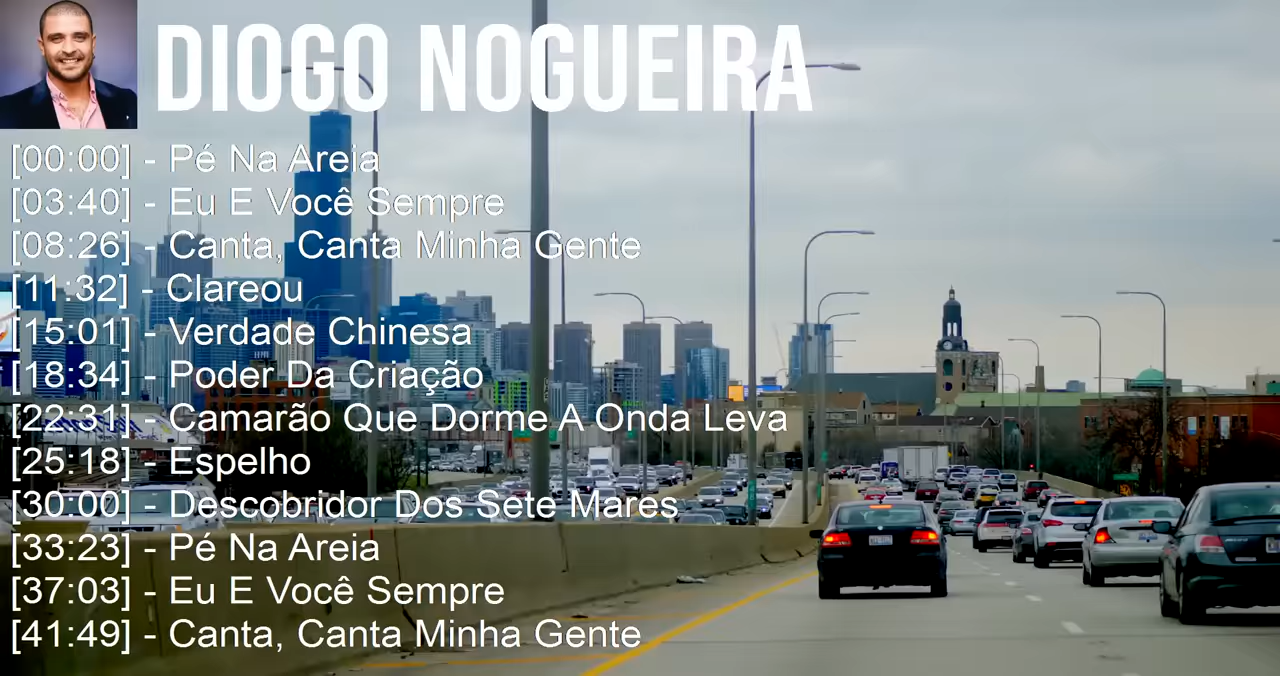 DIOGO NOGUEIRA
[00:00] - Pé Na Areia
[03:40] - Eu E Você Sempre
[08:26] - Canta, Canta Minha Gente
[11:32] - Clareou
[15:01] - Verdade Chinesa
[18:34] - Poder Da Criação
[22:31] - Camarão Que Dorme A Onda Leva
[25:18] - Espelho
[30:00] - Descobridor Dos Sete Mares
[33:23] - Pé Na Areia
[37:03] - Eu E Você Sempre
[41:49] - Canta, Canta Minha Gente